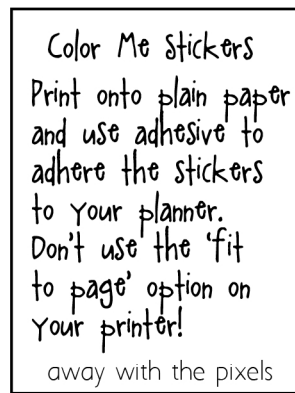 Color Me Stickers
Print onto plain paper
and use adhesive to
adhere the stickers
to your planner.
Don't use the 'fit
to page' option on
your printer!
away with the pixels